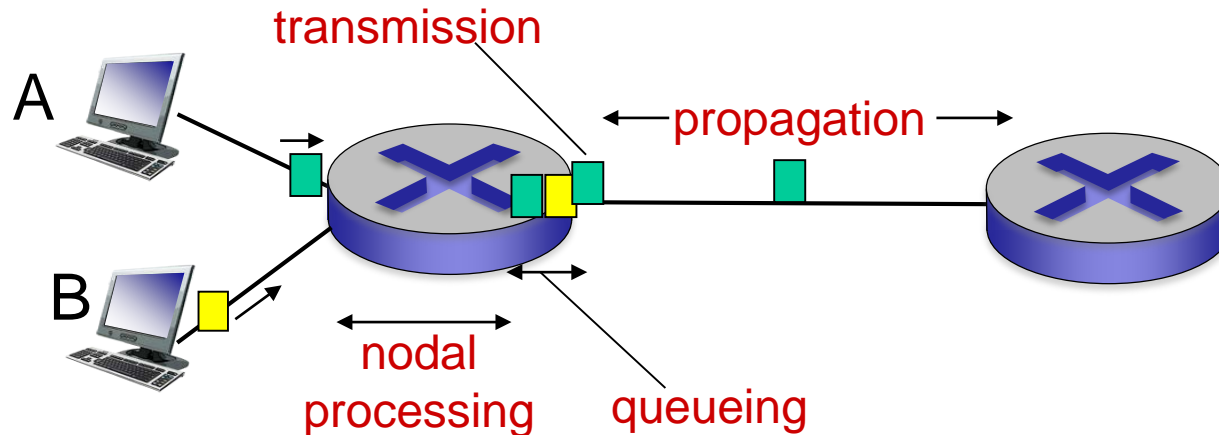 transmission
A
propagation
B
nodal
processing
queueing